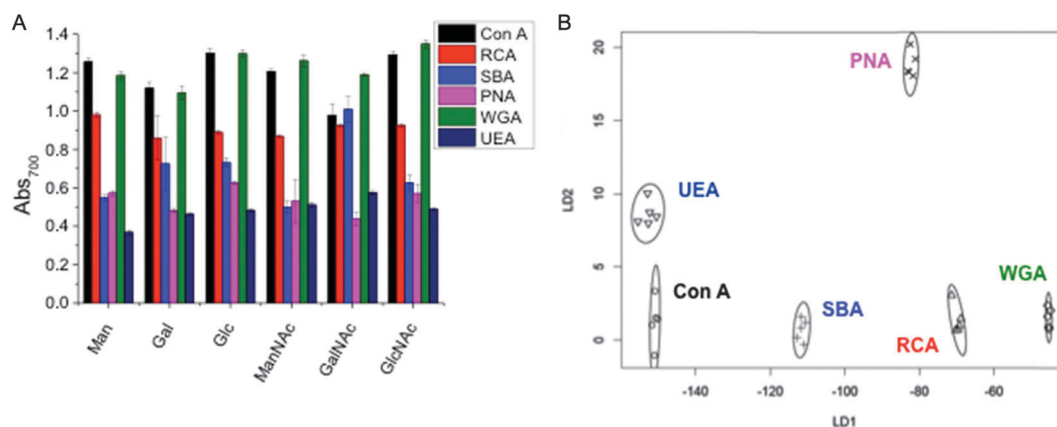 A
Abs700
1.4
1.2
1.0
0.8
0.6
0.4
0.2
0.0
Man
Gal
Glc
ManNAc
GalNAc
GlcNAc
Con A
RCA
SBA
PNA
WGA
UEA
B
LD2
20
15
10
5
0
PNA
UEA
Con A
SBA
RCA
WGA
-140
-120
-100
-80
-60
LD1